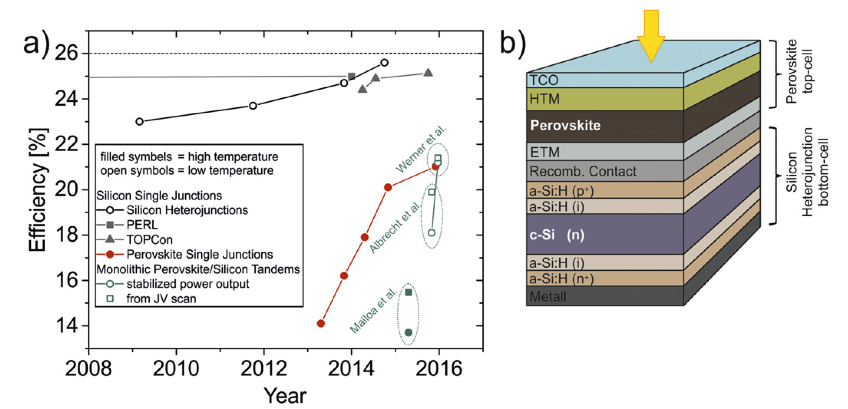 a)
Efficiency [%]
26
24
22
20
18
16
14
2008
2010
2012
2014
2016
Year
filled symbels = high temperature
open symbols = low temperature
Silicon Single Junctions
Silicon Heterojunctions
PERL
TOPCon
Perovskite Single Junctions
Monolithic Perovskite/Silicon Tandems
stabilized power output
from JV scan
Werner et al.
Albrecht et al.
Malloa et al.
b)
TCO
HTM
Perovskite
ETM
Recomb. Contact
a-Si:H (p⁺)
a-Si:H (i)
c-Si (n)
a-Si:H (i)
a-Si:H (n⁺)
Metall
Perovskite
top-cell
Silicon
Heterojunction
bottom-cell